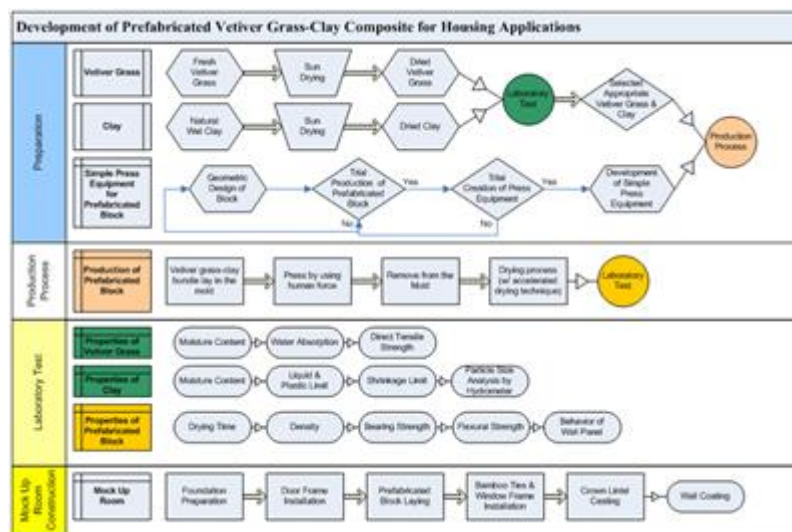 Development of Prefabricated Vetiver Grass-Clay Composite for Housing Applications
Preparation
Vetiver Grass
Fresh
Vetiver
Grass
Sun
Drying
Dried
Vetiver
Grass
Laboratory
Test
Selected
Appropriate
Vetiver Grass &
Clay
Production
Process
Clay
Natural
Wet Clay
Sun
Drying
Dried Clay
Simple Press
Equipment
for
Prefabricated
Block
Geometric
Design of
Block
Trial
Production of
Prefabricated
Block
Yes
No
Trial
Creation of Press
Equipment
Yes
No
Development
of Simple
Press
Equipment
Production
Process
Production of
Prefabricated
Block
Vetiver grass-clay
bundle lay in the
mold
Press by using
human force
Remove from the
Mold
Drying process
(w/ accelerated
drying technique)
Laboratory
Test
Laboratory Test
Properties of
Vetiver Grass
Moisture Content
Water Absorption
Direct Tensile
Strength
Properties of
Clay
Moisture Content
Liquid &
Plastic Limit
Shrinkage Limit
Particle Size
Analysis by
Hydrometer
Properties of
Prefabricated
Block
Drying Time
Density
Bearing Strength
Flexural Strength
Behavior of
Wall Panel
Mock Up
Room
Construction
Mock Up
Room
Foundation
Preparation
Door Frame
Installation
Prefabricated
Block Laying
Bamboo Ties &
Window Frame
Installation
Crown Lintel
Casting
Wall Coating